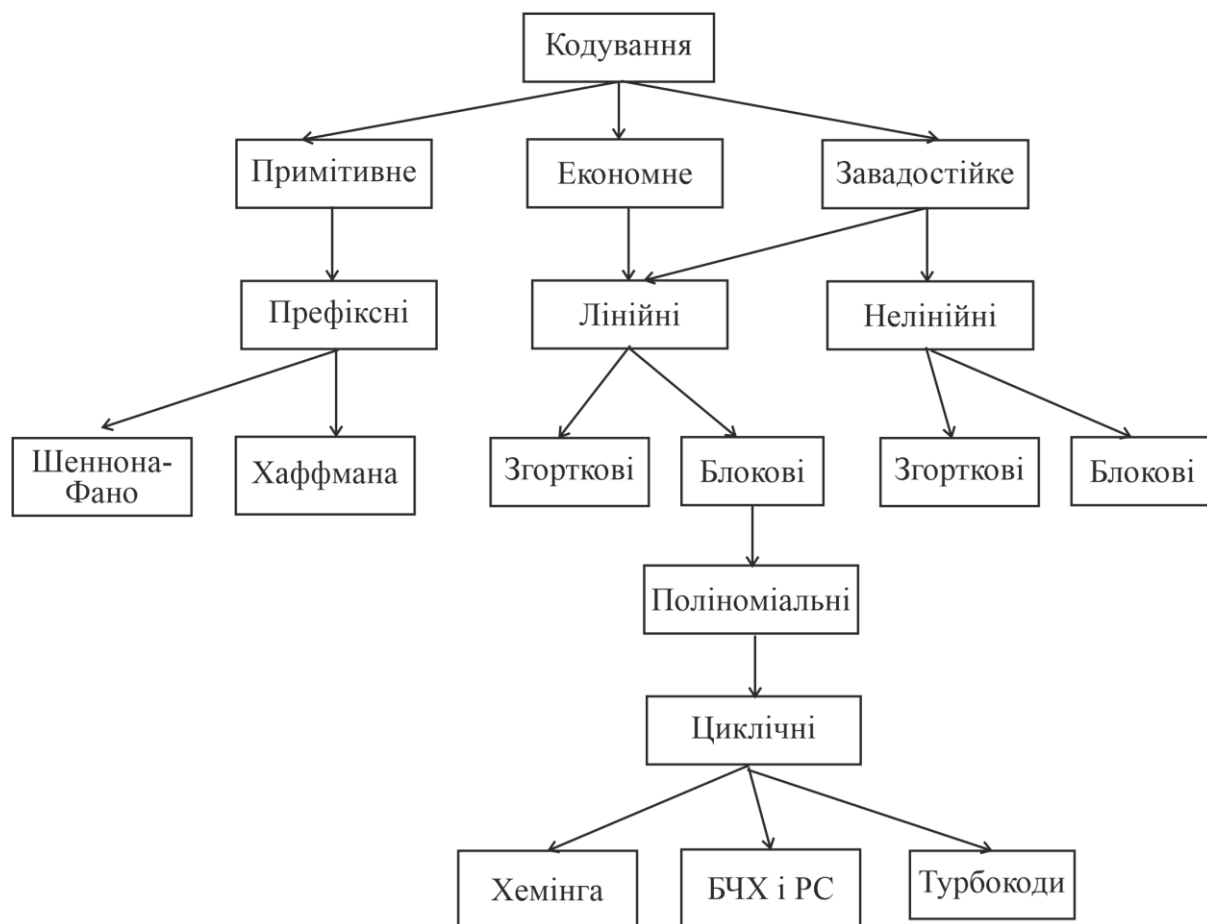 Кодування
Примітивне
Економне
Завадостійке
Префіксні
Лінійні
Нелінійні
Шеннона-
Фано
Хаффмана
Згорткові
Блокові
Згорткові
Блокові
Поліноміальні
Циклічні
Хемінга
БЧХ і РС
Турбокоди